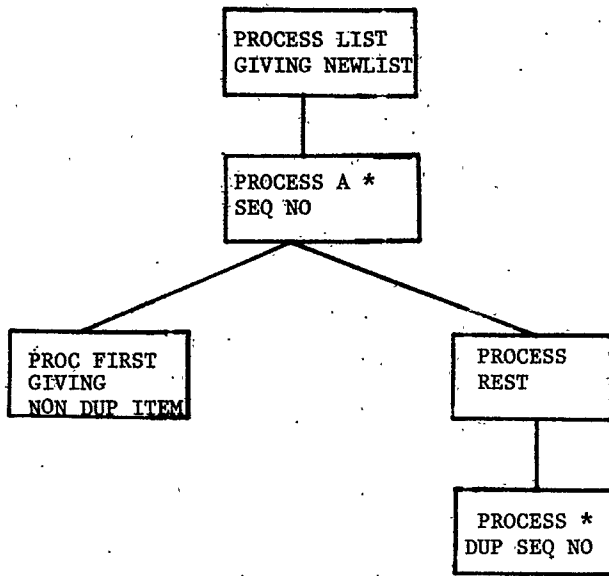 PROCESS LIST
GIVING NEWLIST
PROCESS A *
SEQ NO
PROC FIRST
GIVING
NON DUP ITEM
PROCESS
REST
PROCESS *
DUP SEQ NO